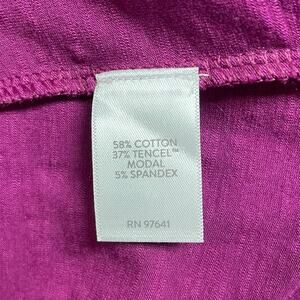 58% COTTON
37% TENCEL™
MODAL
5% SPANDEX
RN 97641